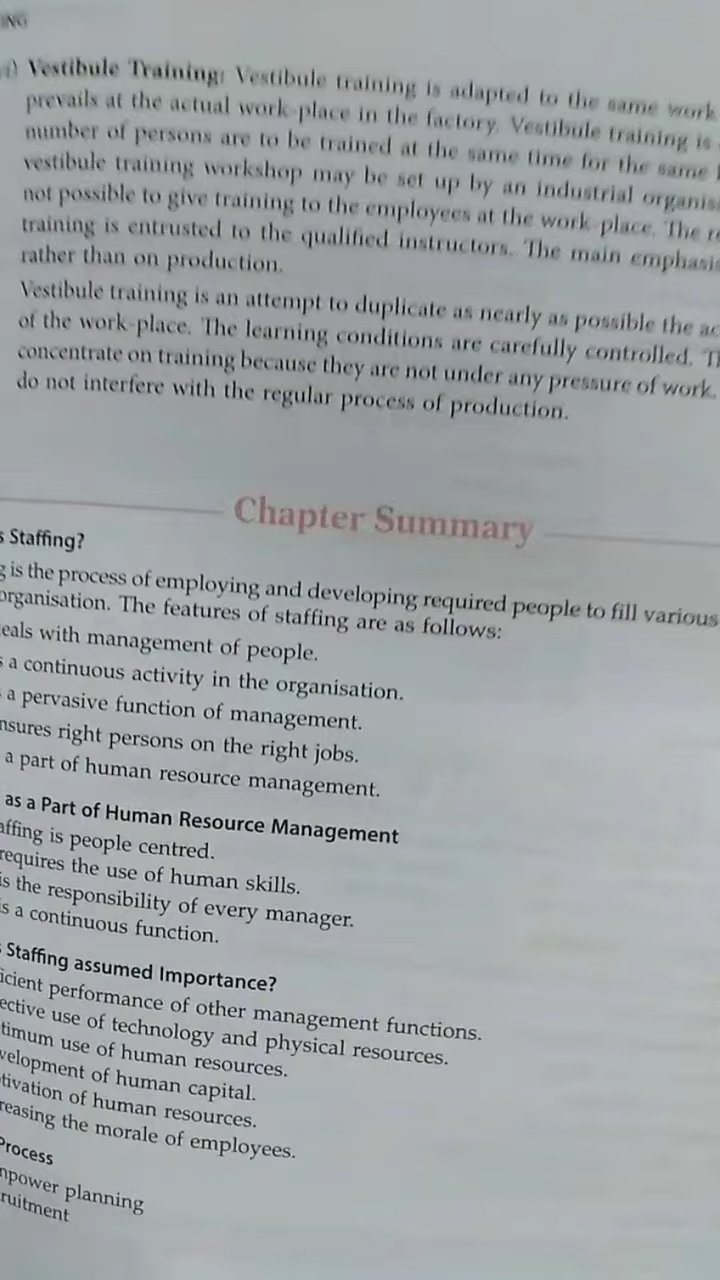 ING
i) Vestibule Training: Vestibule training is adapted to the same work
prevails at the actual work-place in the factory. Vestibule training is
number of persons are to be trained at the same time for the same
vestibule training workshop may be set up by an industrial organis
not possible to give training to the employees at the work-place. The r
training is entrusted to the qualified instructors. The main emphasis
rather than on production.
Vestibule training is an attempt to duplicate as nearly as possible the ac
of the work-place. The learning conditions are carefully controlled. T
concentrate on training because they are not under any pressure of work.
do not interfere with the regular process of production.
Chapter Summary
s Staffing?
g is the process of employing and developing required people to fill various
organisation. The features of staffing are as follows:
eals with management of people.
s a continuous activity in the organisation.
a pervasive function of management.
nsures right persons on the right jobs.
a part of human resource management.
as a Part of Human Resource Management
affing is people centred.
requires the use of human skills.
is the responsibility of every manager.
is a continuous function.
s Staffing assumed Importance?
icient performance of other management functions.
ective use of technology and physical resources.
timum use of human resources.
velopment of human capital.
tivation of human resources.
reasing the morale of employees.
Process
npower planning
ruitment